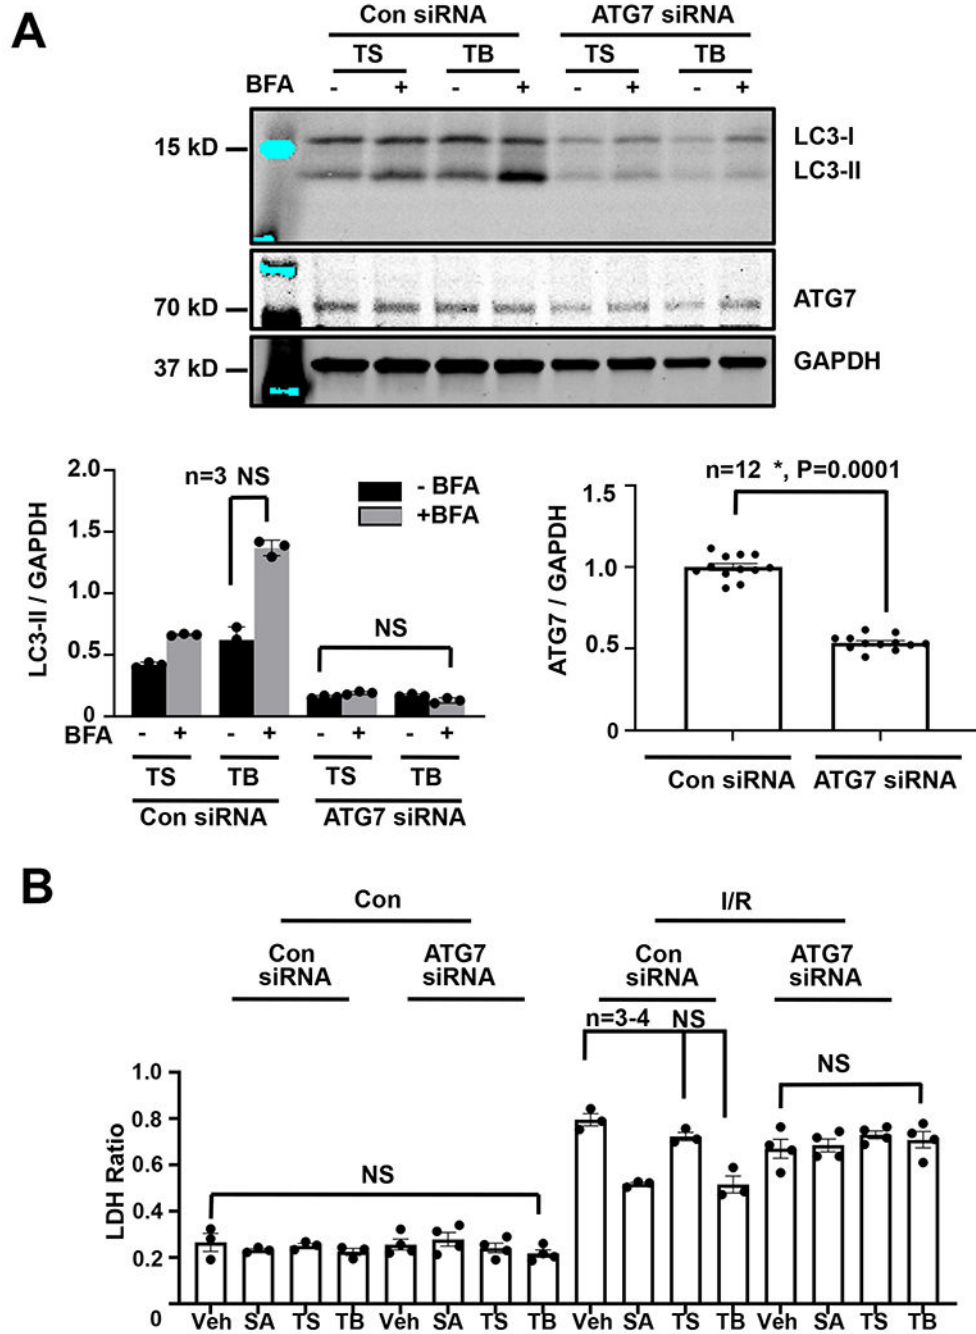 A
Con siRNA ATG7 siRNA
TS TB TS TB
BFA - + - + - + - +
15 kD LC3-I
LC3-II
70 kD ATG7
37 kD GAPDH
LC3-II / GAPDH
2.0
1.5
1.0
0.5
0
n=3 NS
- BFA
+BFA
NS
BFA - + - + - + - +
TS TB TS TB
Con siRNA ATG7 siRNA
ATG7 / GAPDH
n=12 *, P=0.0001
1.5
1.0
0.5
0
Con siRNA ATG7 siRNA
B
Con I/R
Con siRNA ATG7 siRNA Con siRNA ATG7 siRNA
n=3-4 NS
NS
NS
LDH Ratio
1.0
0.8
0.6
0.4
0.2
0
Veh SA TS TB Veh SA TS TB Veh SA TS TB Veh SA TS TB